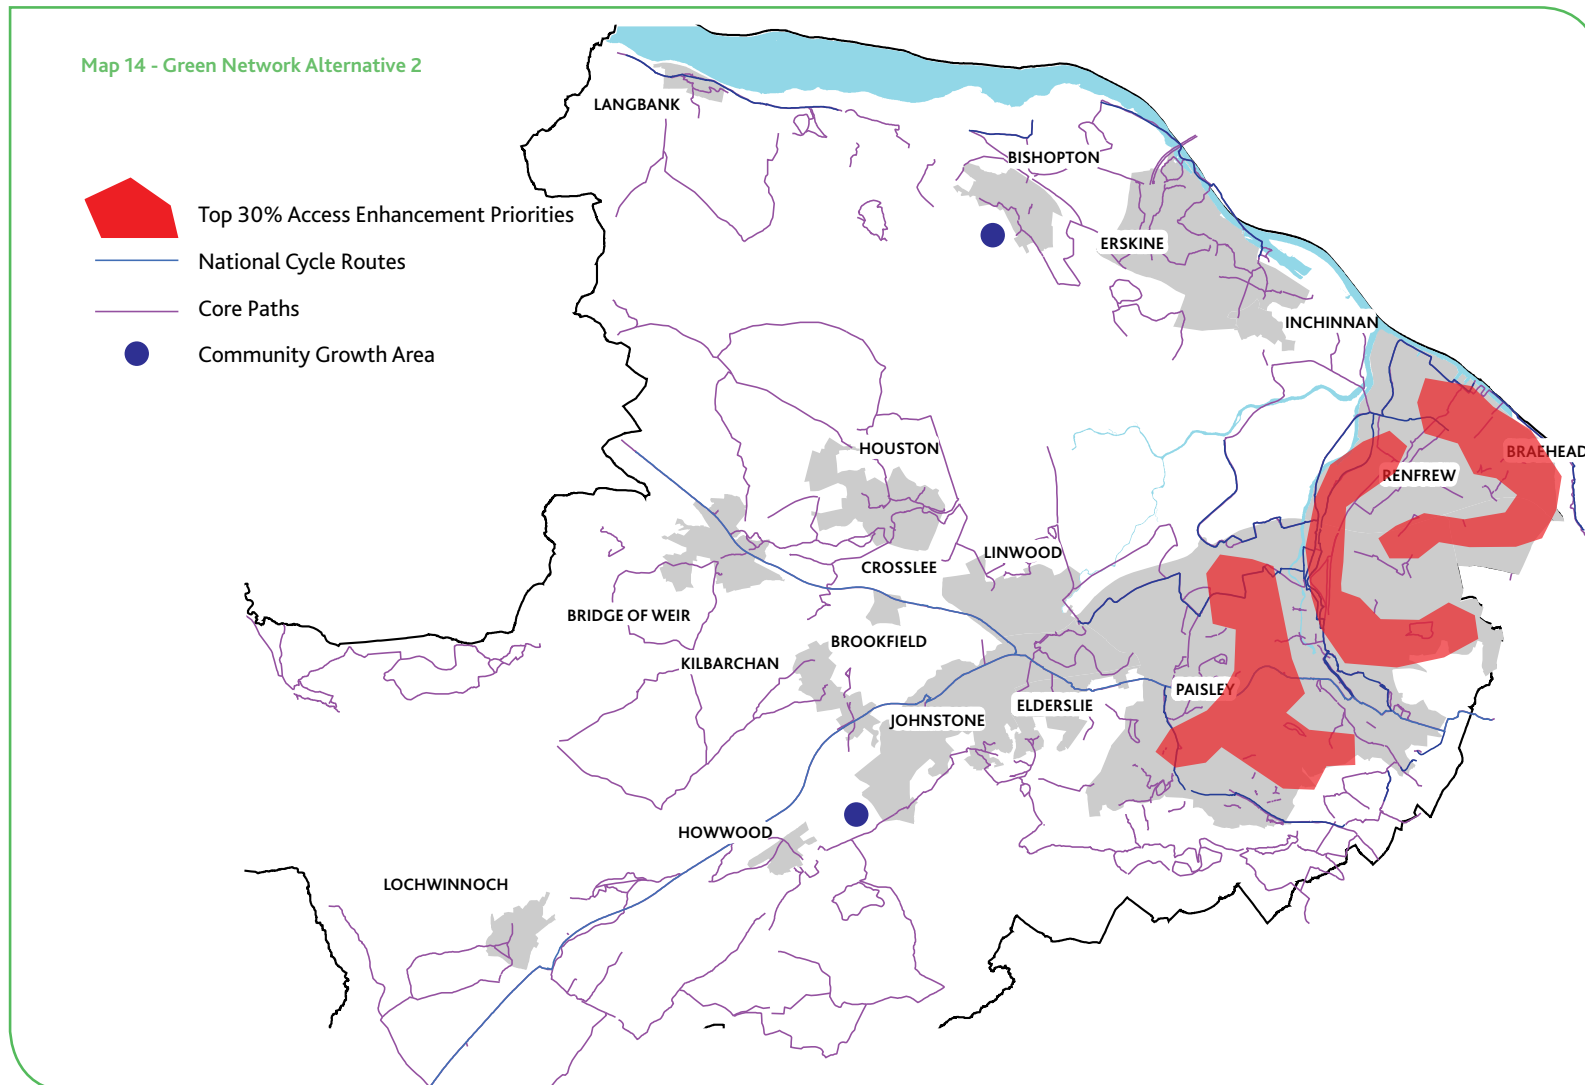 Map 14 - Green Network Alternative 2
Top 30% Access Enhancement Priorities
National Cycle Routes
Core Paths
Community Growth Area
LANGBANK
BISHOPTON
ERSKINE
INCHINNAN
HOUSTON
BRAEHEAD
RENFREW
LINWOOD
CROSSLEE
BRIDGE OF WEIR
BROOKFIELD
KILBARCHAN
PAISLEY
ELDERSLIE
JOHNSTONE
HOWWOOD
LOCHWINNOCH